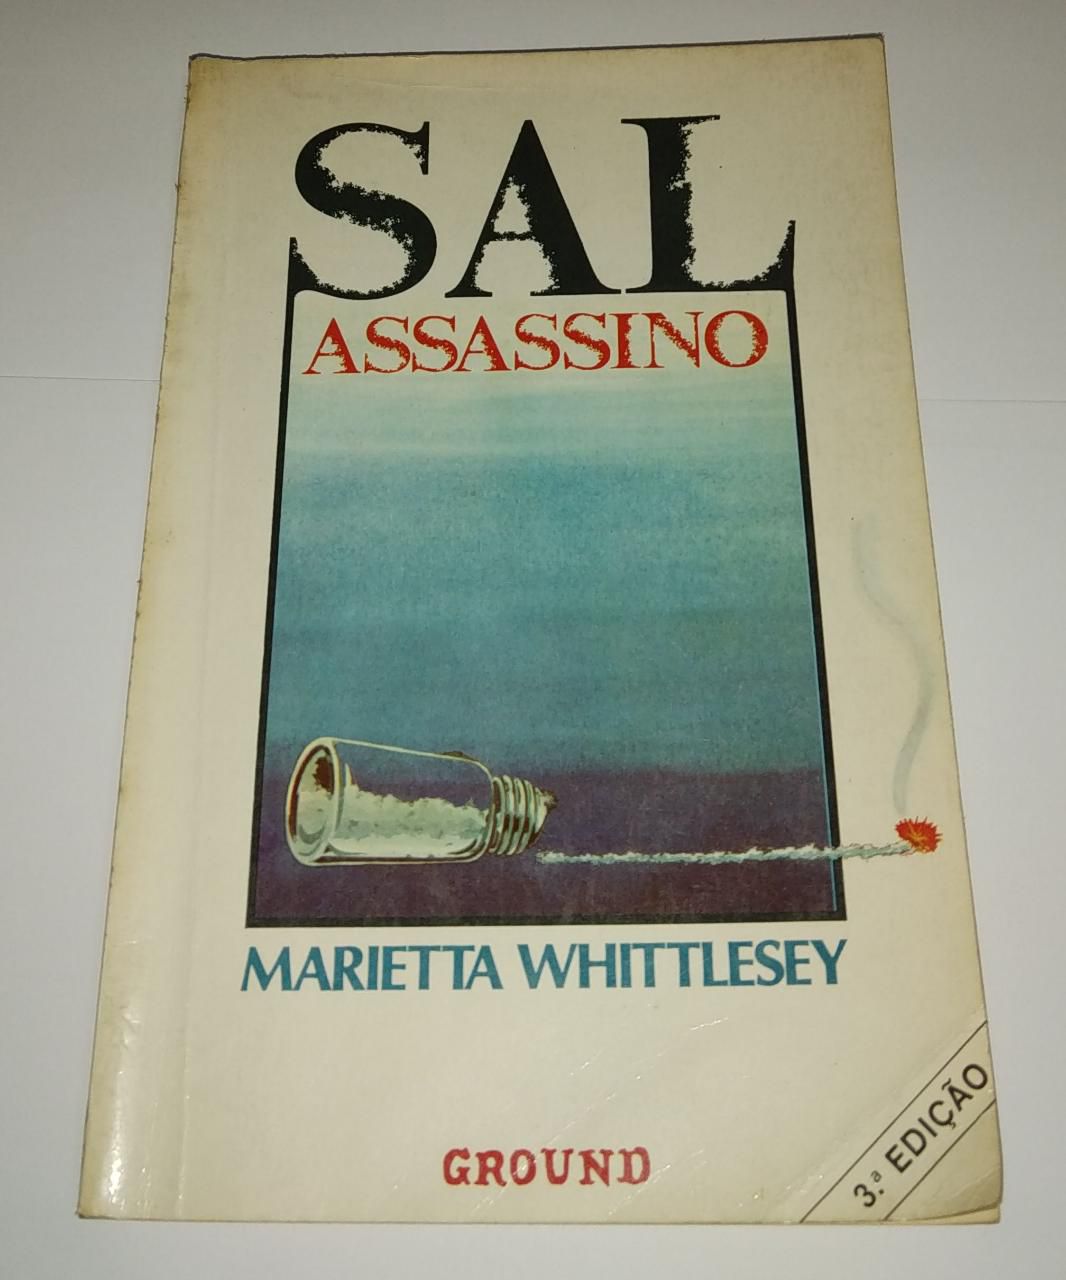 SAL
ASSASSINO
MARIETTA WHITTLESEY
GROUND
3.ª EDIÇÃO